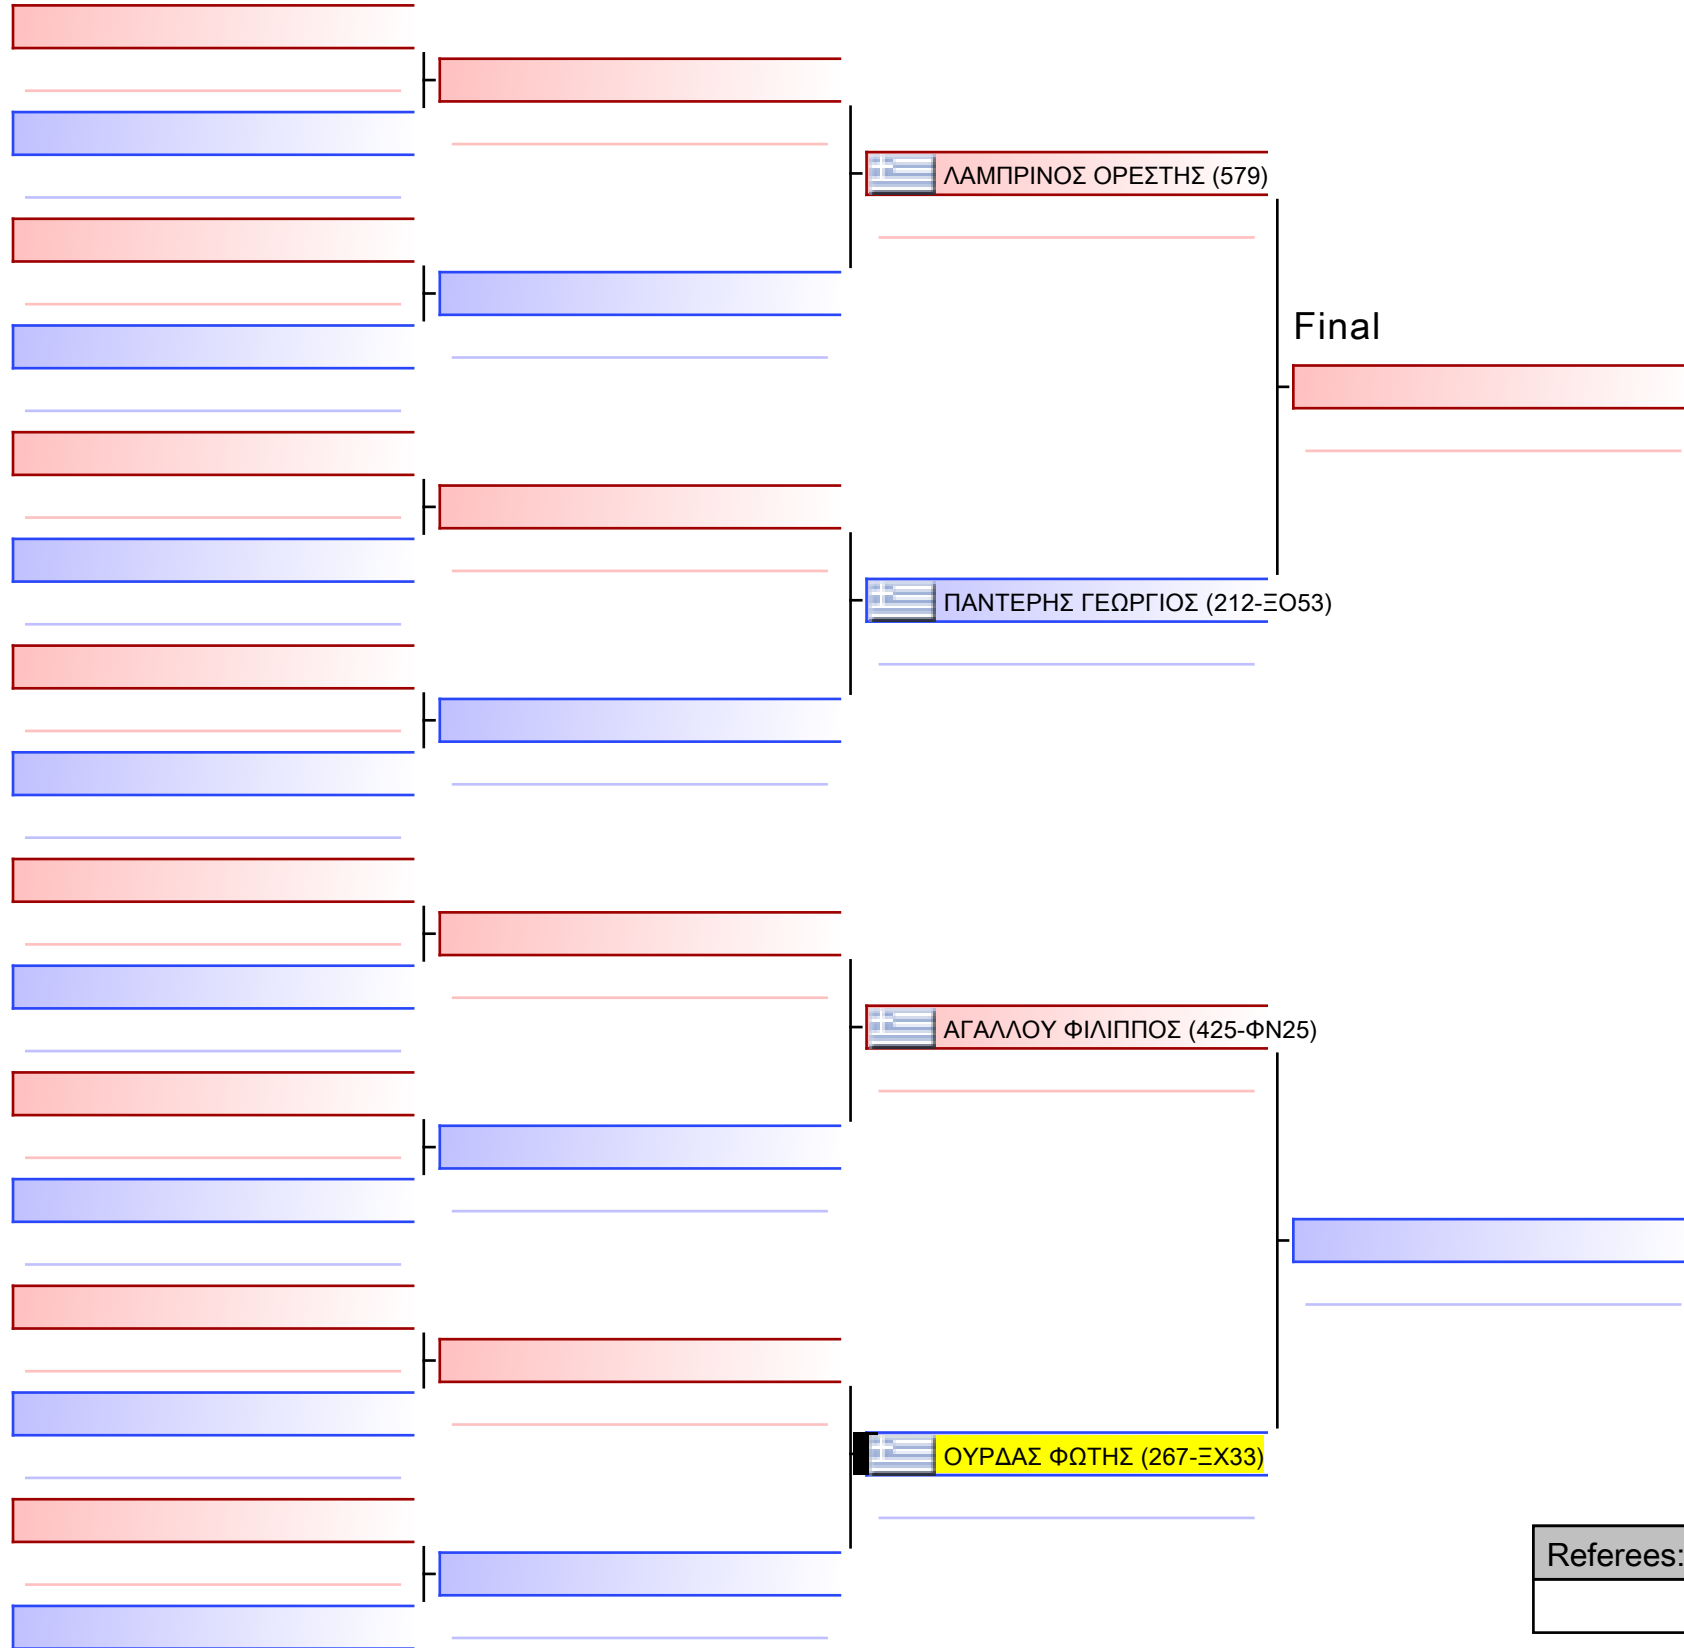 ΛΑΜΠΡΙΝΟΣ ΟΡΕΣΤΗΣ (579)
Final
ΠΑΝΤΕΡΗΣ ΓΕΩΡΓΙΟΣ (212-ΞΟ53)
ΑΓΑΛΛΟΥ ΦΙΛΙΠΠΟΣ (425-ΦΝ25)
ΟΥΡΔΑΣ ΦΩΤΗΣ (267-ΞΧ33)
Referees: